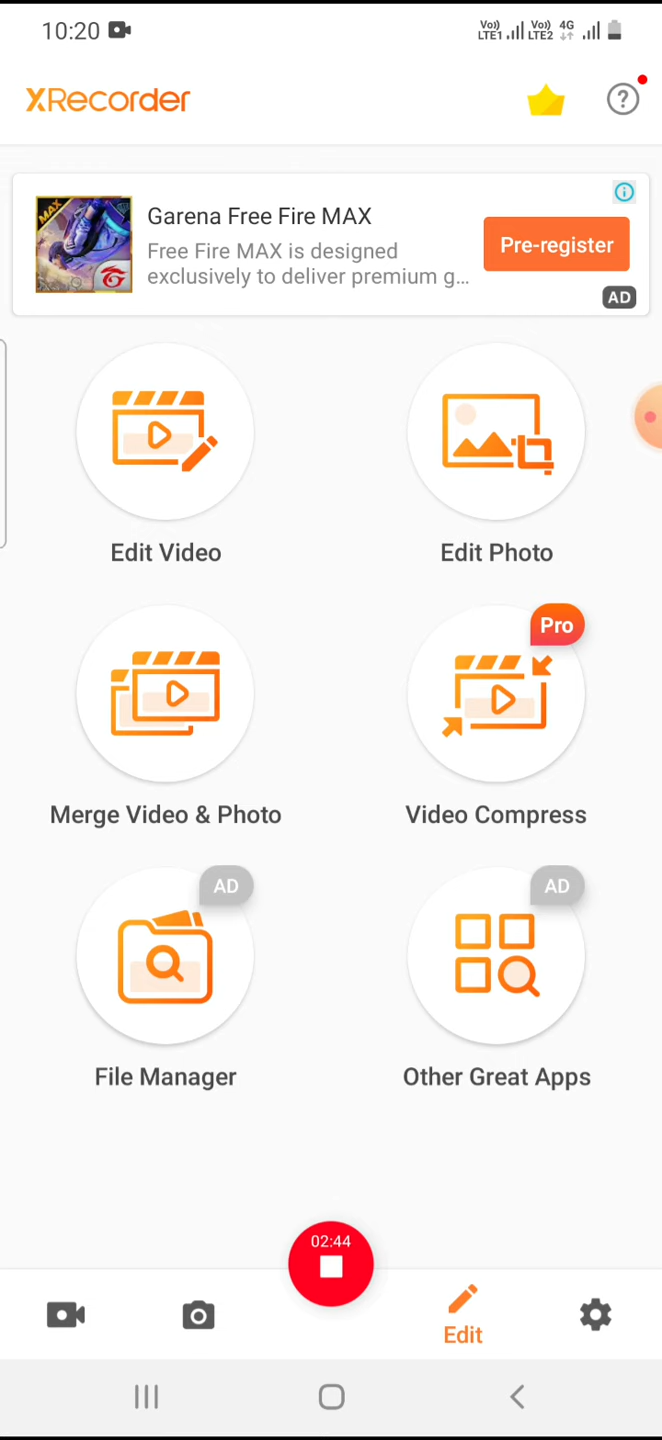 10:20
Vo)) LTE1 Vo)) LTE2 4G
XRecorder
?
MAX
Garena Free Fire MAX
Free Fire MAX is designed
exclusively to deliver premium g...
Pre-register
AD
Edit Video
Edit Photo
Pro
Merge Video & Photo
Video Compress
AD
AD
File Manager
Other Great Apps
02:44
Edit